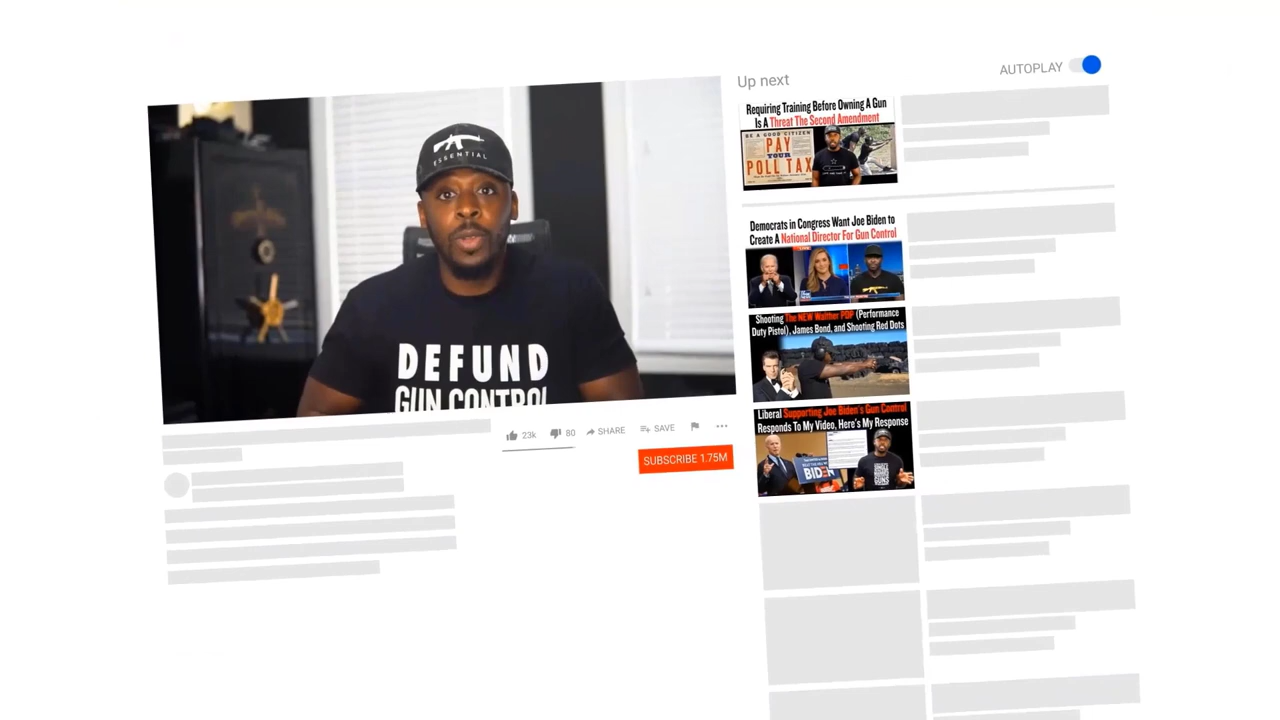 ESSENTIAL
DEFUND
GUN CONTROL
23k
80
SHARE
SAVE
SUBSCRIBE 1.75M
Up next
AUTOPLAY
Requiring Training Before Owning A Gun
Is A Threat The Second Amendment
BE A GOOD CITIZEN
PAY
YOUR
POLL TAX
Democrats in Congress Want Joe Biden to
Create A National Director For Gun Control
Shooting The NEW Walther PDP (Performance
Duty Pistol), James Bond, and Shooting Red Dots
Liberal Supporting Joe Biden's Gun Control
Responds To My Video, Here's My Response
BIDEN